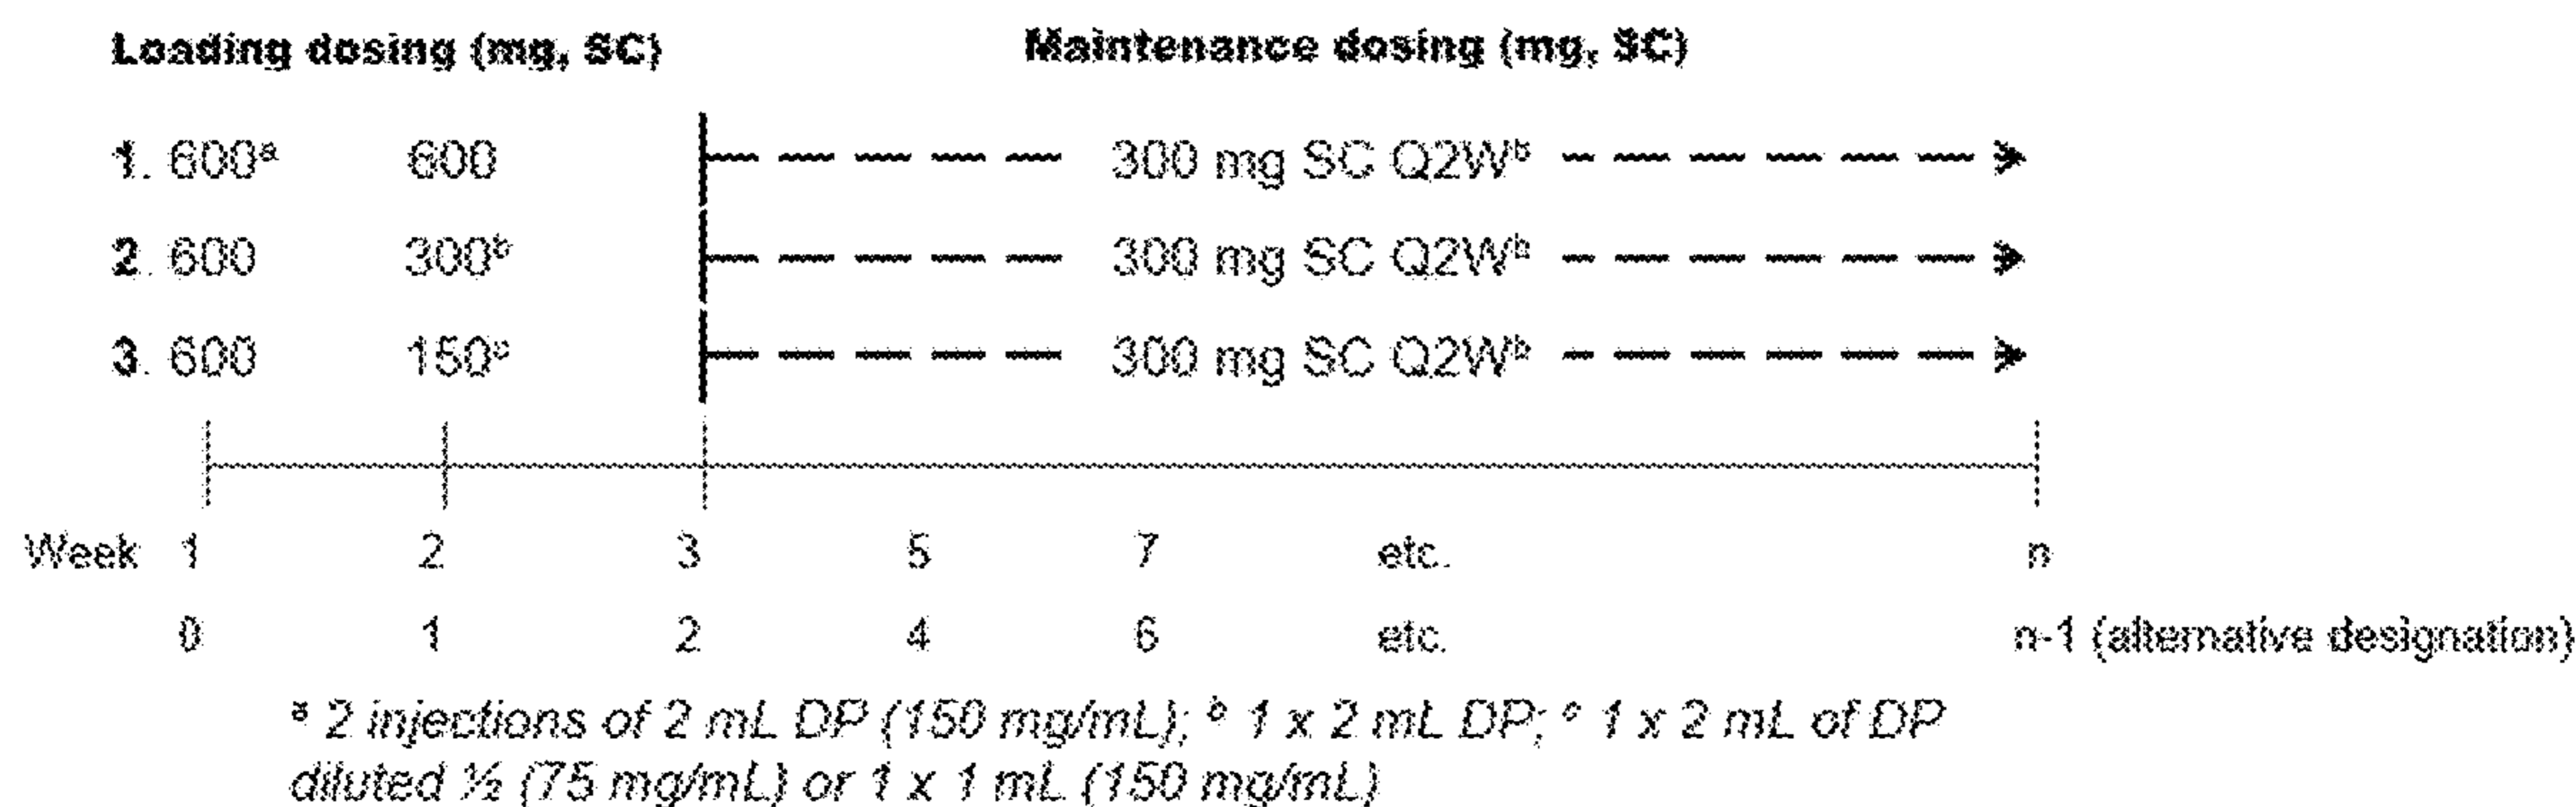 Loading dosing (mg, SC) Maintenance dosing (mg, SC)
1. 600ᵃ 600 300 mg SC Q2Wᵇ
2. 600 300ᵇ 300 mg SC Q2Wᵇ
3. 600 150ᶜ 300 mg SC Q2Wᵇ
Week 1 2 3 5 7 etc. n
0 1 2 4 6 etc. n-1 (alternative designation)
ᵃ 2 injections of 2 mL DP (150 mg/mL); ᵇ 1 x 2 mL DP; ᶜ 1 x 2 mL of DP
diluted ½ (75 mg/mL) or 1 x 1 mL (150 mg/mL)